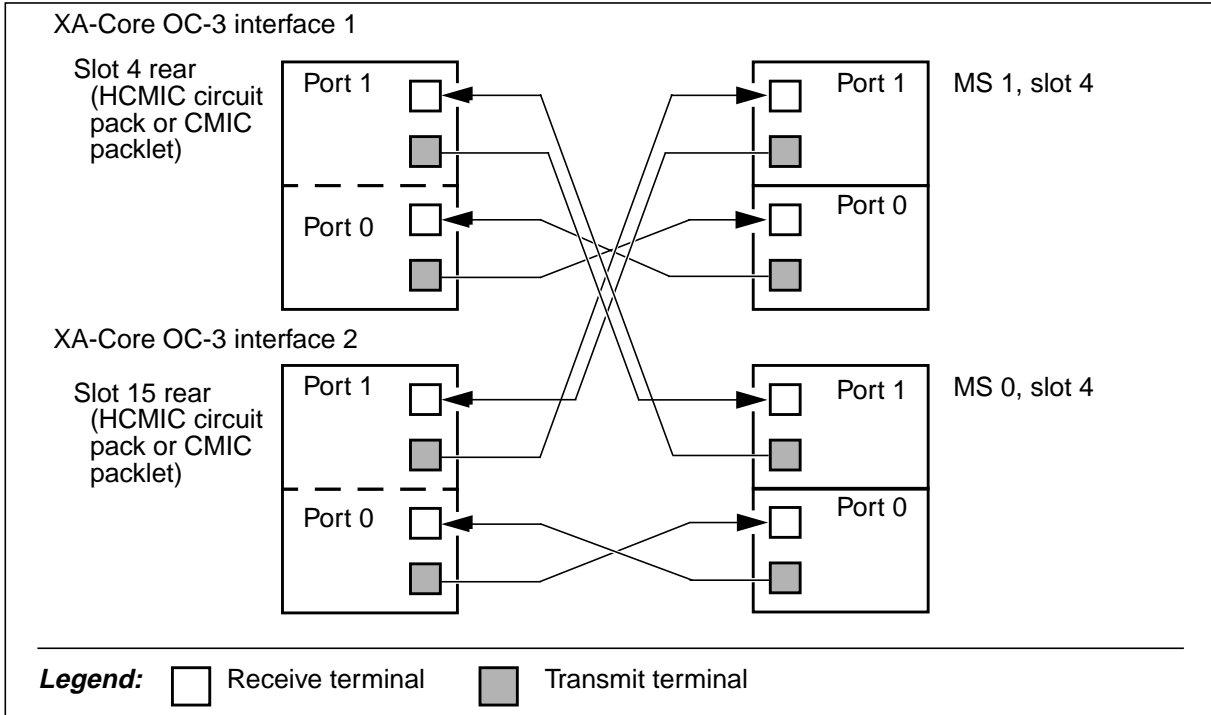 XA-Core OC-3 interface 1
Slot 4 rear
(HCMIC circuit
pack or CMIC
packlet)
Port 1
Port 0
Port 1
Port 0
MS 1, slot 4
XA-Core OC-3 interface 2
Slot 15 rear
(HCMIC circuit
pack or CMIC
packlet)
Port 1
Port 0
Port 1
Port 0
MS 0, slot 4
Legend:
Receive terminal
Transmit terminal